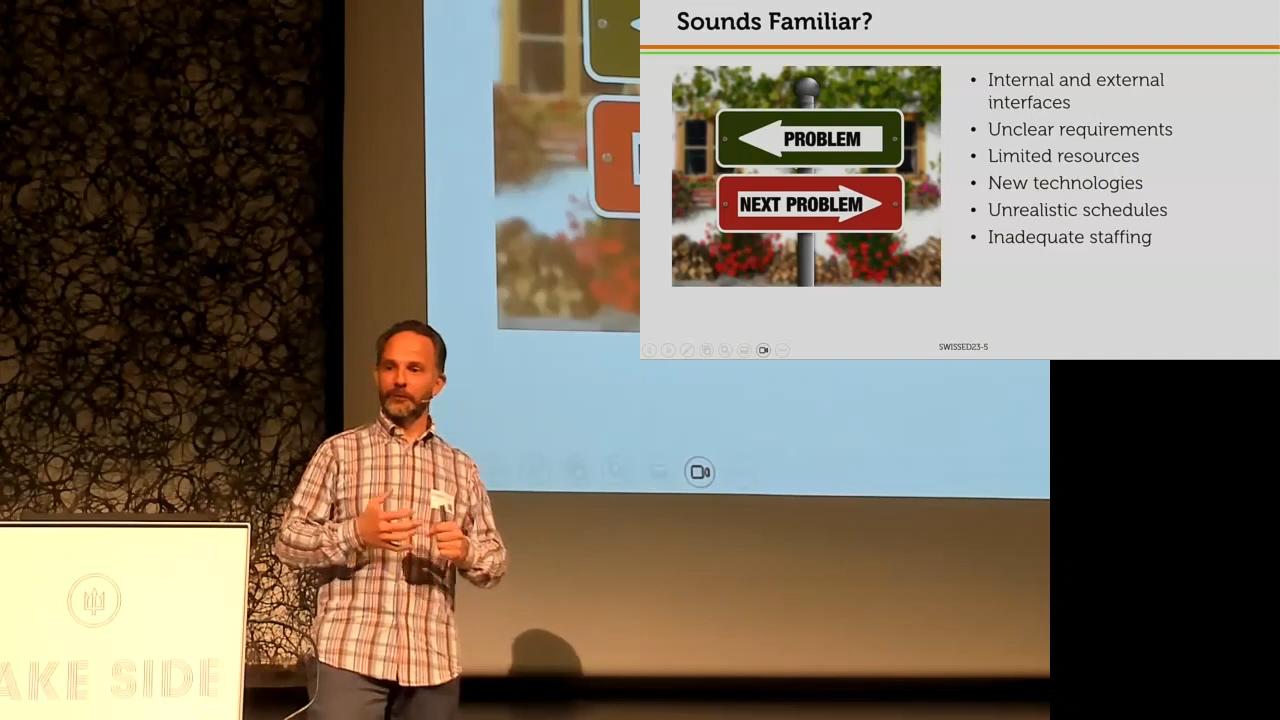 Sounds Familiar?
PROBLEM
NEXT PROBLEM
• Internal and external
interfaces
• Unclear requirements
• Limited resources
• New technologies
• Unrealistic schedules
• Inadequate staffing
SWISSED23-5
AKE SIDE